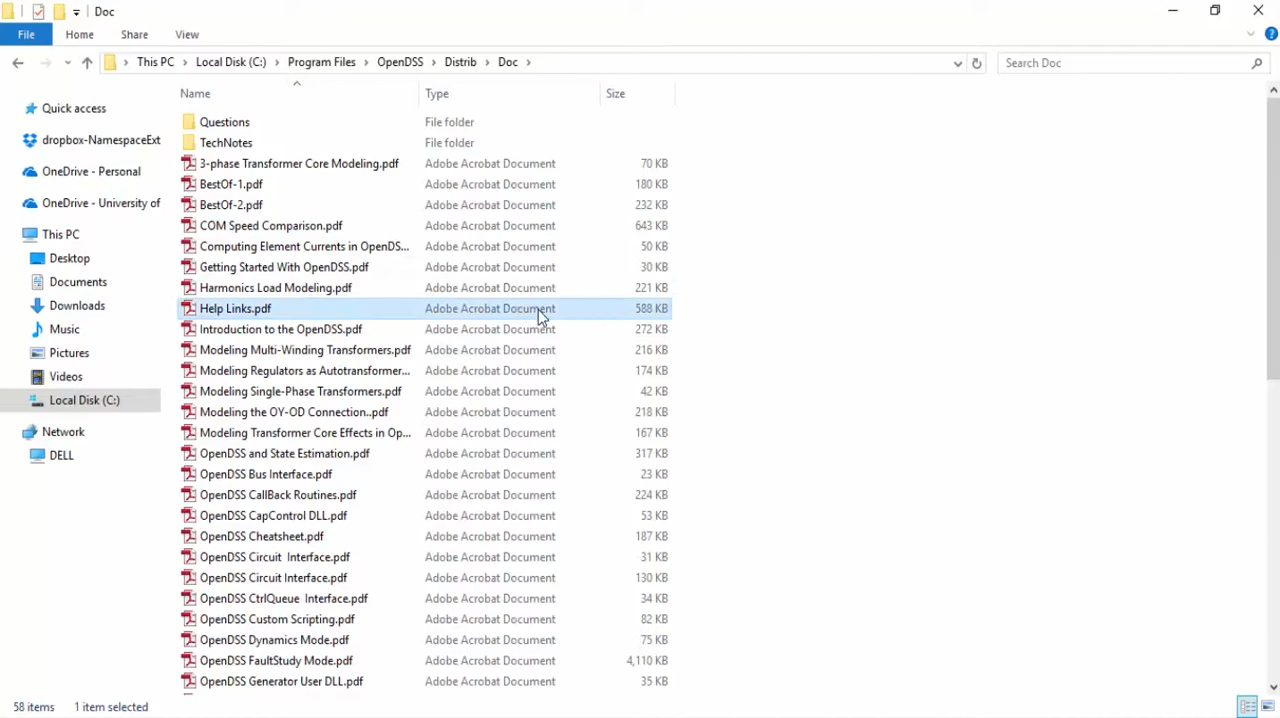 Doc
File Home Share View
This PC Local Disk (C:) Program Files OpenDSS Distrib Doc Search Doc
Name Type Size
Quick access
dropbox-NamespaceExt
OneDrive - Personal
OneDrive - University of
This PC
Desktop
Documents
Downloads
Music
Pictures
Videos
Local Disk (C:)
Network
DELL
Questions File folder
TechNotes File folder
3-phase Transformer Core Modeling.pdf Adobe Acrobat Document 70 KB
BestOf-1.pdf Adobe Acrobat Document 180 KB
BestOf-2.pdf Adobe Acrobat Document 232 KB
COM Speed Comparison.pdf Adobe Acrobat Document 643 KB
Computing Element Currents in OpenDS... Adobe Acrobat Document 50 KB
Getting Started With OpenDSS.pdf Adobe Acrobat Document 30 KB
Harmonics Load Modeling.pdf Adobe Acrobat Document 221 KB
Help Links.pdf Adobe Acrobat Document 588 KB
Introduction to the OpenDSS.pdf Adobe Acrobat Document 272 KB
Modeling Multi-Winding Transformers.pdf Adobe Acrobat Document 216 KB
Modeling Regulators as Autotransformer... Adobe Acrobat Document 174 KB
Modeling Single-Phase Transformers.pdf Adobe Acrobat Document 42 KB
Modeling the OY-OD Connection..pdf Adobe Acrobat Document 218 KB
Modeling Transformer Core Effects in Op... Adobe Acrobat Document 167 KB
OpenDSS and State Estimation.pdf Adobe Acrobat Document 317 KB
OpenDSS Bus Interface.pdf Adobe Acrobat Document 23 KB
OpenDSS CallBack Routines.pdf Adobe Acrobat Document 224 KB
OpenDSS CapControl DLL.pdf Adobe Acrobat Document 53 KB
OpenDSS Cheatsheet.pdf Adobe Acrobat Document 187 KB
OpenDSS Circuit  Interface.pdf Adobe Acrobat Document 31 KB
OpenDSS Circuit Interface.pdf Adobe Acrobat Document 130 KB
OpenDSS CtrlQueue  Interface.pdf Adobe Acrobat Document 34 KB
OpenDSS Custom Scripting.pdf Adobe Acrobat Document 82 KB
OpenDSS Dynamics Mode.pdf Adobe Acrobat Document 75 KB
OpenDSS FaultStudy Mode.pdf Adobe Acrobat Document 4,110 KB
OpenDSS Generator User DLL.pdf Adobe Acrobat Document 35 KB
58 items 1 item selected